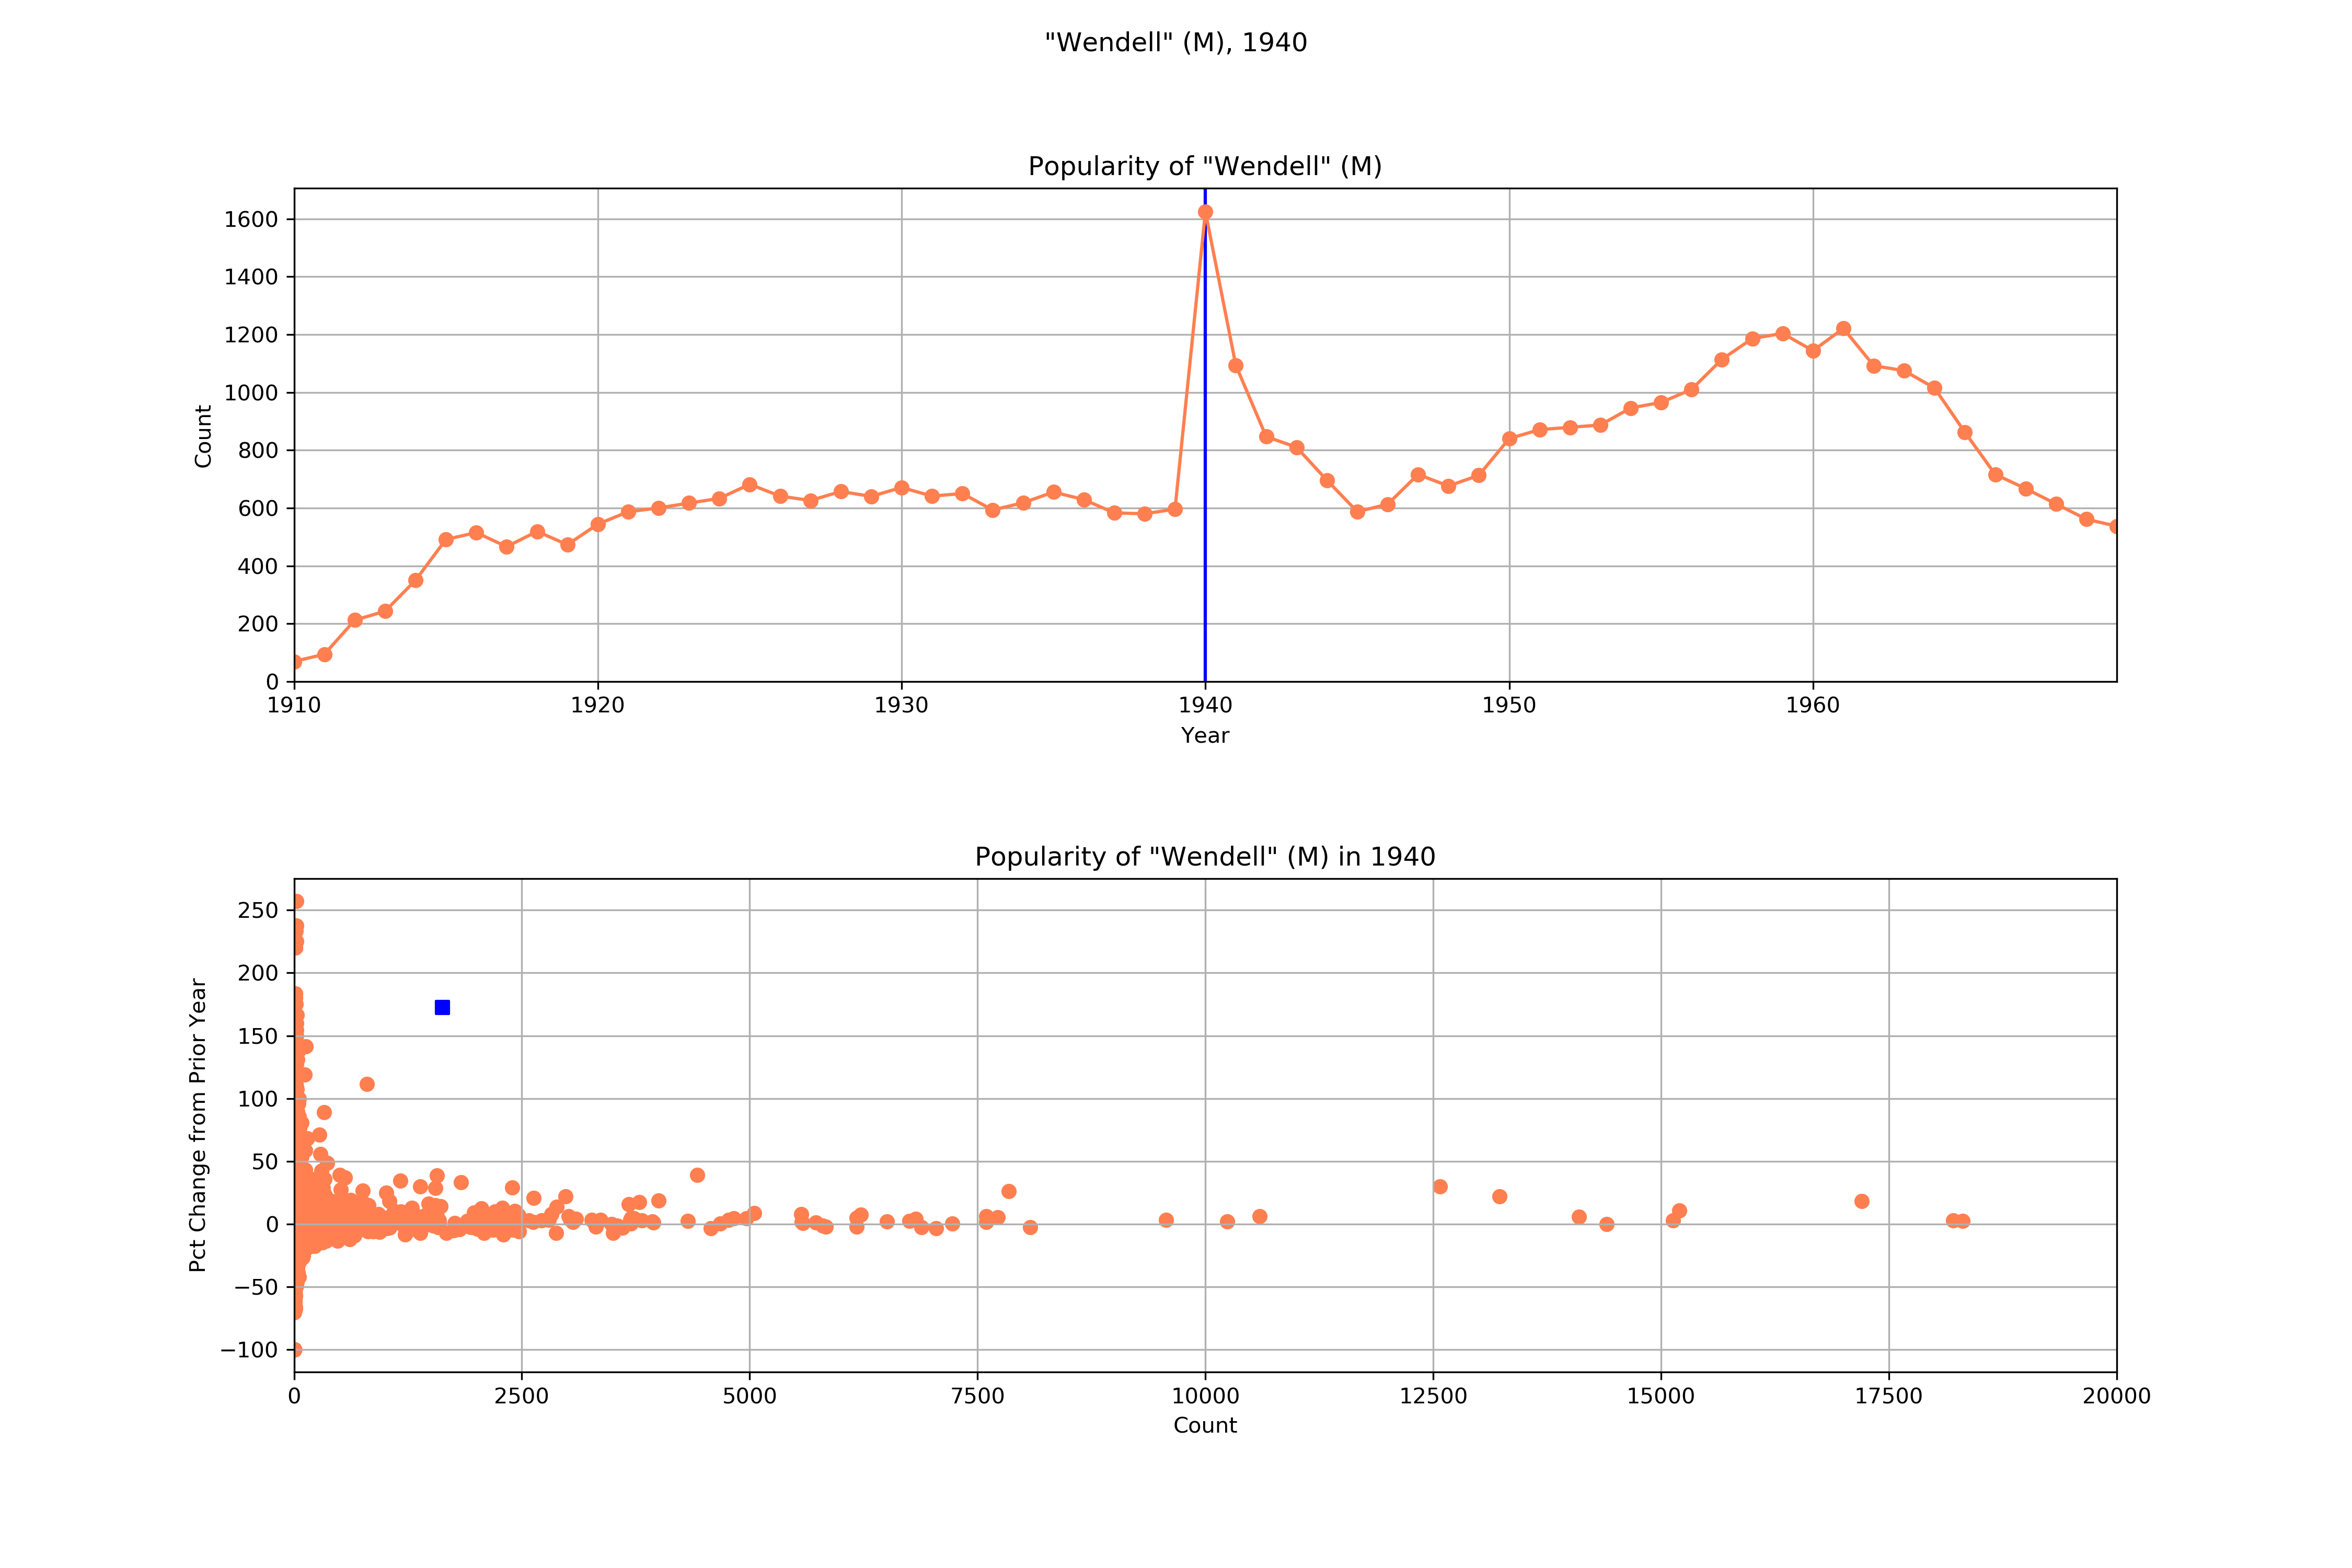 "Wendell" (M), 1940
Popularity of "Wendell" (M)
1600
1400
1200
1000
800
600
400
200
0
Count
1910 1920 1930 1940 1950 1960
Year
Popularity of "Wendell" (M) in 1940
250
200
150
100
50
0
−50
−100
Pct Change from Prior Year
0 2500 5000 7500 10000 12500 15000 17500 20000
Count